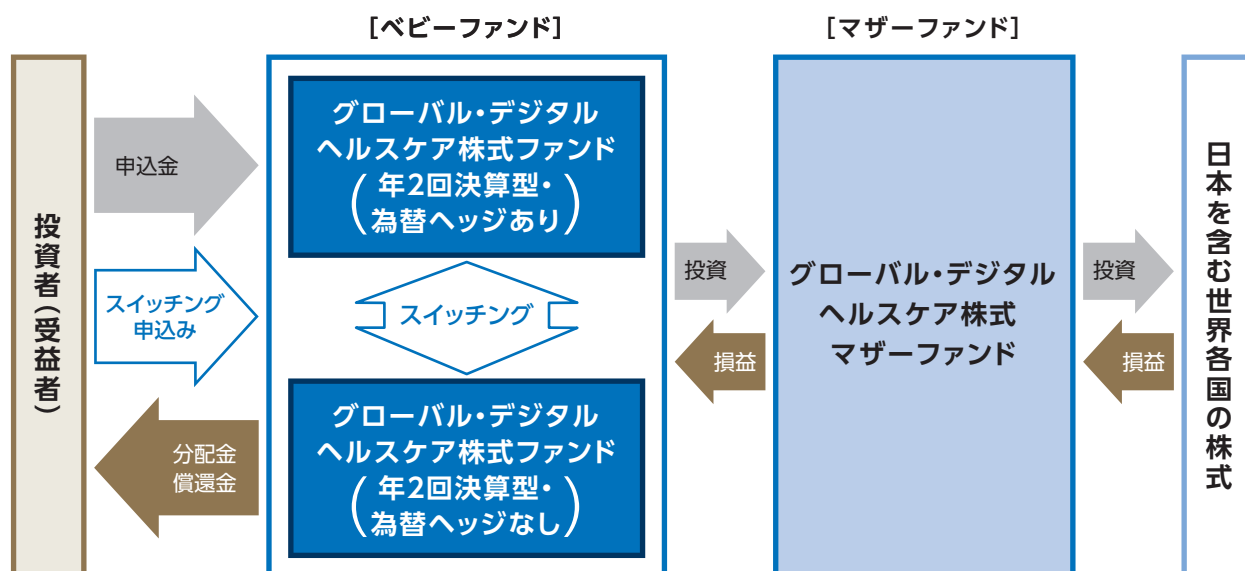 [ベビーファンド]
[マザーファンド]
投資者(受益者)
申込金
スイッチング
申込み
分配金
償還金
グローバル・デジタル
ヘルスケア株式ファンド
(年2回決算型・
為替ヘッジあり)
スイッチング
グローバル・デジタル
ヘルスケア株式ファンド
(年2回決算型・
為替ヘッジなし)
投資
損益
グローバル・デジタル
ヘルスケア株式
マザーファンド
投資
損益
日本を含む世界各国の株式